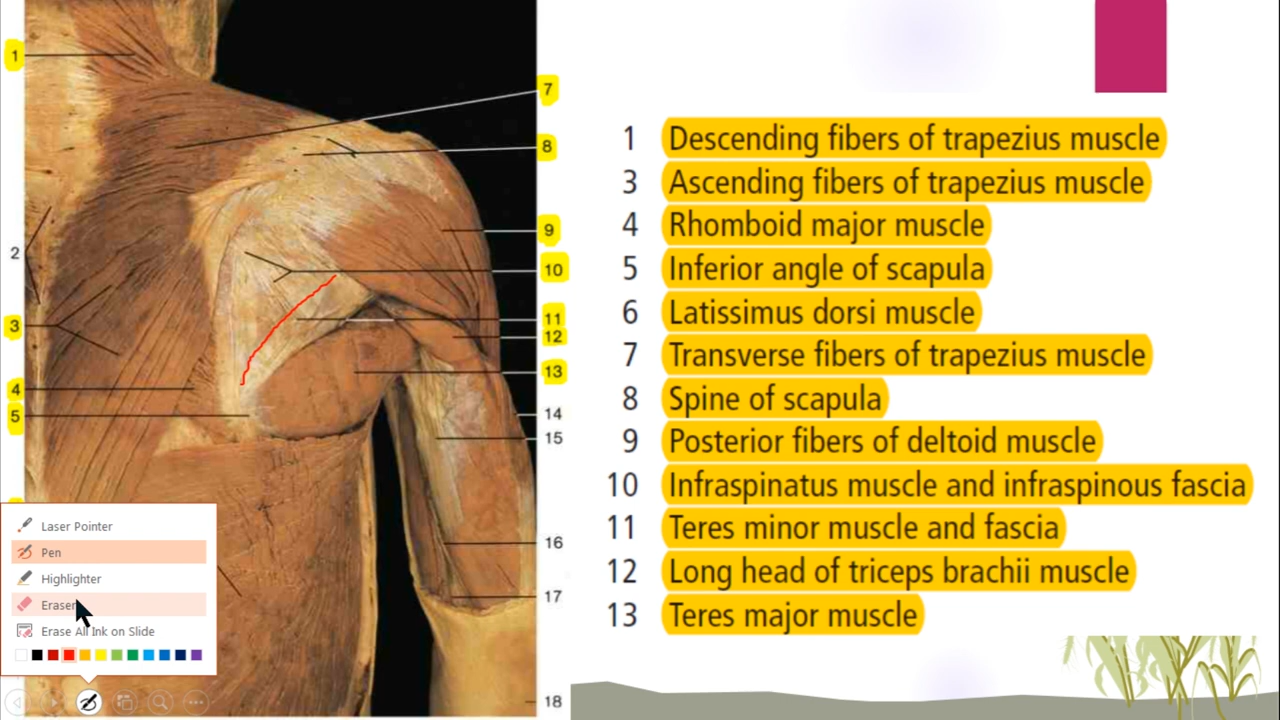 1
2
3
4
5
7
8
9
10
11
12
13
14
15
16
17
18
1 Descending fibers of trapezius muscle
3 Ascending fibers of trapezius muscle
4 Rhomboid major muscle
5 Inferior angle of scapula
6 Latissimus dorsi muscle
7 Transverse fibers of trapezius muscle
8 Spine of scapula
9 Posterior fibers of deltoid muscle
10 Infraspinatus muscle and infraspinous fascia
11 Teres minor muscle and fascia
12 Long head of triceps brachii muscle
13 Teres major muscle
Laser Pointer
Pen
Highlighter
Eraser
Erase All Ink on Slide